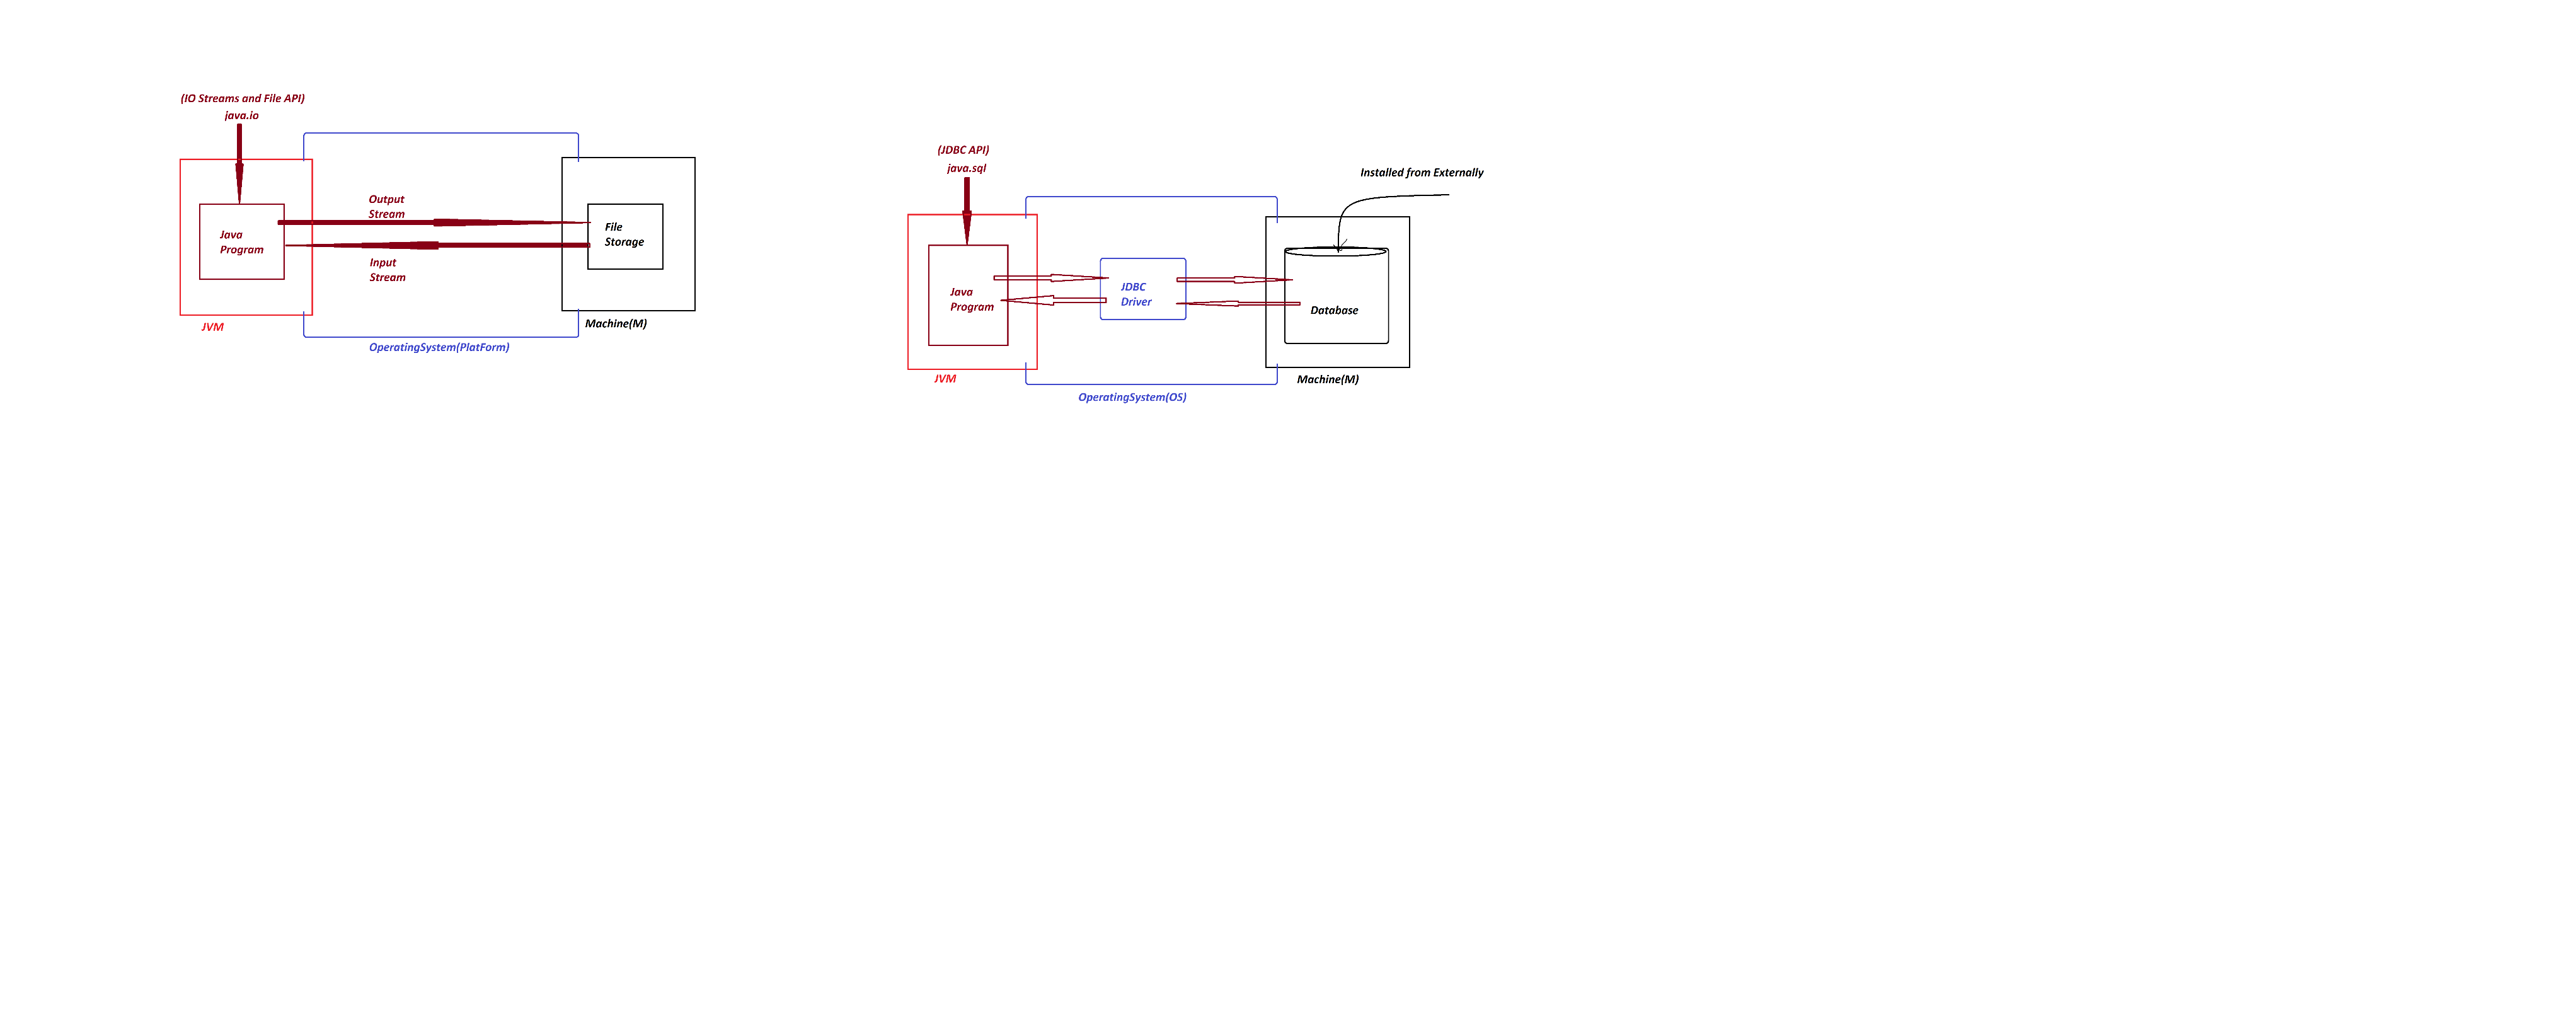 (IO Streams and File API)
java.io
Output
Stream
Java
Program
File
Storage
Input
Stream
JVM
Machine(M)
OperatingSystem(PlatForm)
(JDBC API)
java.sql
Installed from Externally
Java
Program
JDBC
Driver
Database
JVM
Machine(M)
OperatingSystem(OS)